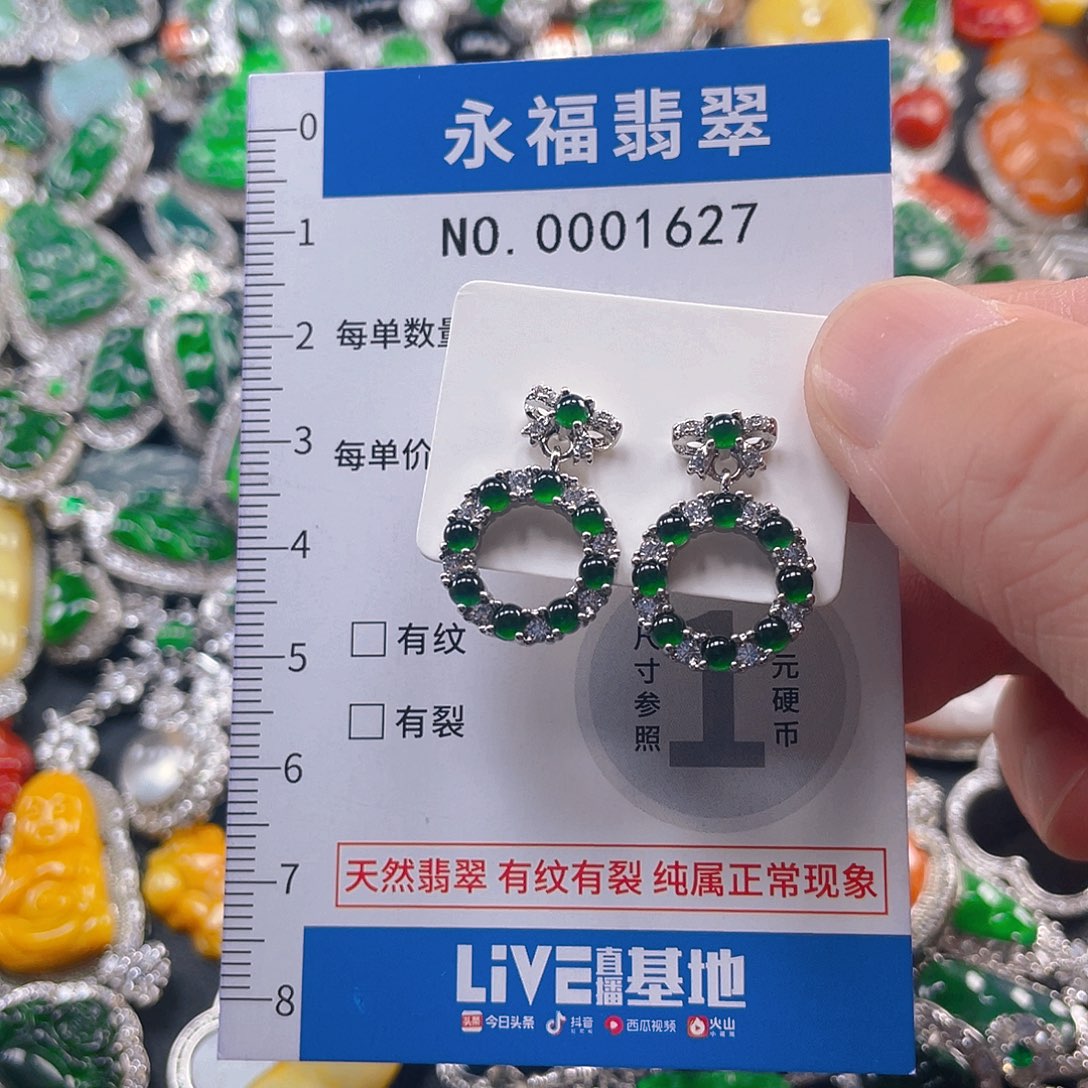 永福翡翠
NO. 0001627
0
1
2
3
4
5
6
7
8
每单数量
每单价
有纹
有裂
尺寸参照
1
元硬币
天然翡翠 有纹有裂 纯属正常现象
LiVE直播基地
头条 今日头条 抖音 西瓜视频 火山